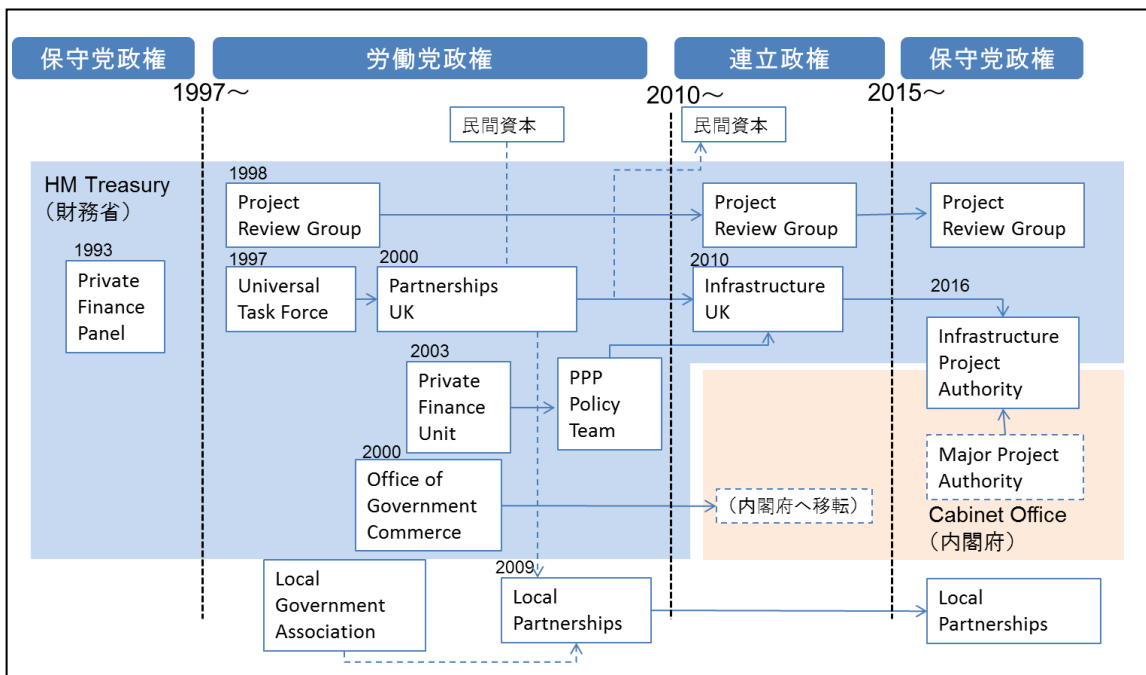 保守党政権
労働党政権
連立政権
保守党政権
1997～
2010～
2015～
民間資本
民間資本
HM Treasury
（財務省）
1993
Private
Finance
Panel
1998
Project
Review Group
Project
Review Group
Project
Review Group
1997
Universal
Task Force
2000
Partnerships
UK
2010
Infrastructure
UK
2016
Infrastructure
Project
Authority
2003
Private
Finance
Unit
PPP
Policy
Team
Major Project
Authority
2000
Office of
Government
Commerce
（内閣府へ移転）
Cabinet Office
（内閣府）
Local
Government
Association
2009
Local
Partnerships
Local
Partnerships